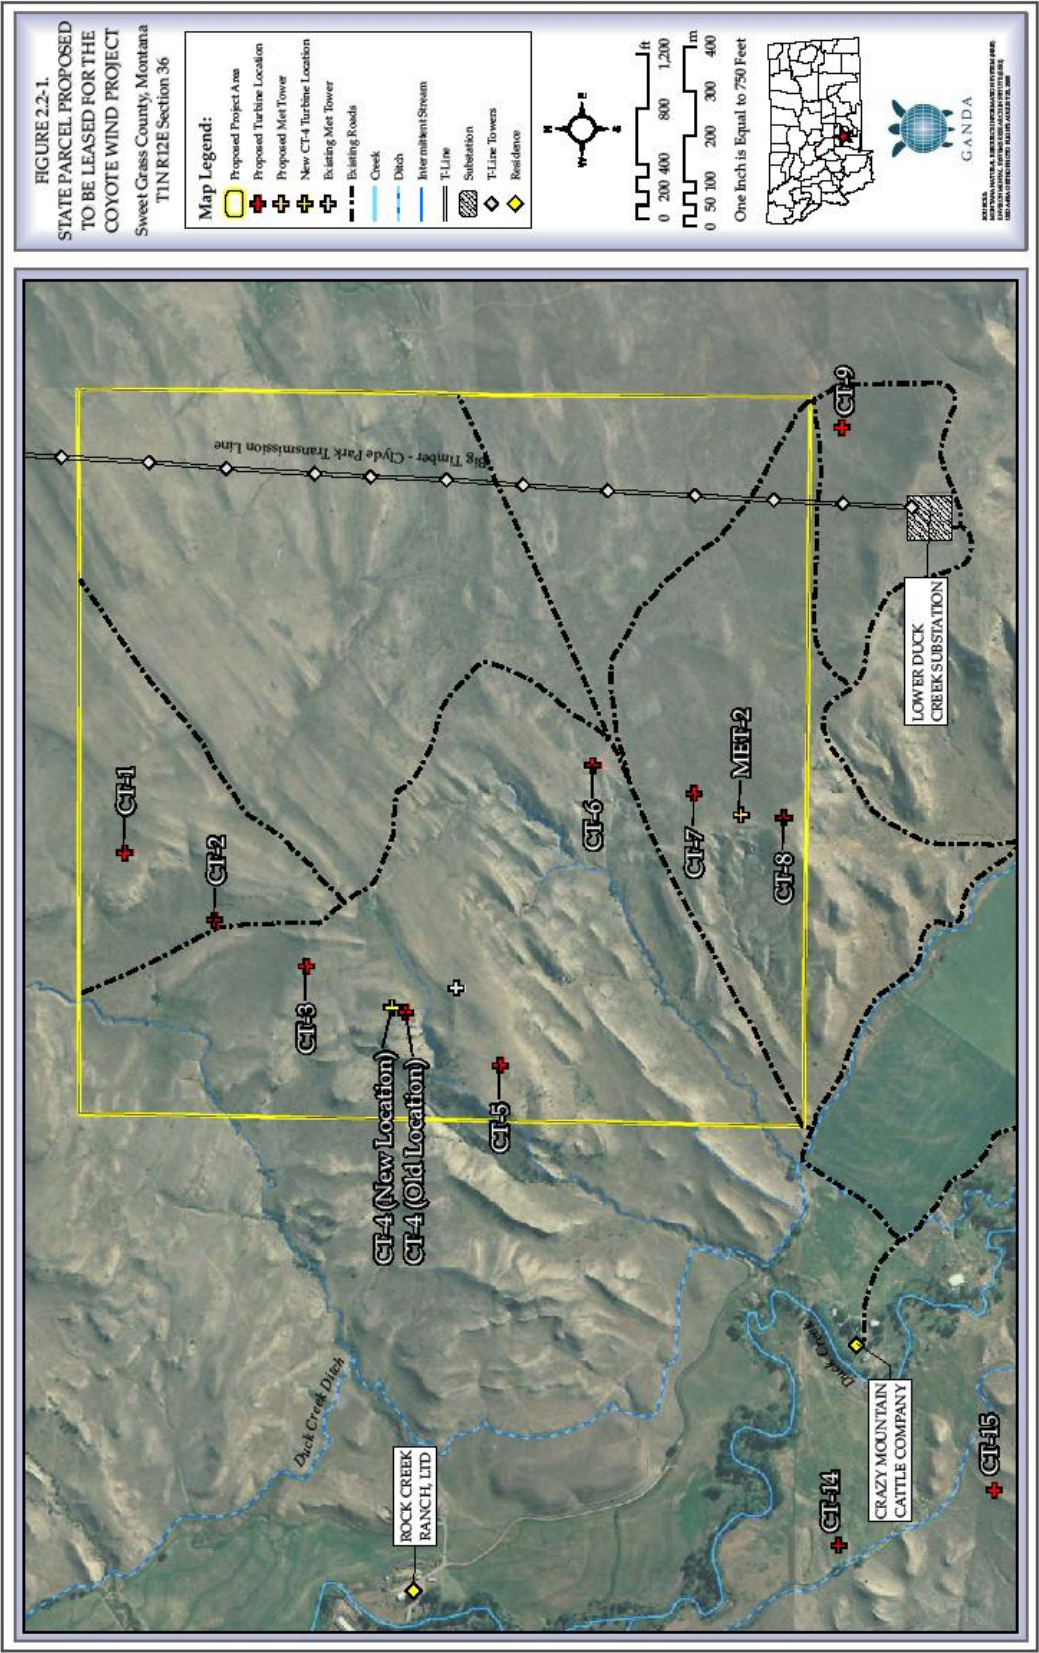 FIGURE 2.2-1.
STATE PARCEL PROPOSED
TO BE LEASED FOR THE
COYOTE WIND PROJECT
Sweet Grass County, Montana
T1N R12E Section 36
Map Legend:
Proposed Project Area
Proposed Turbine Location
Proposed Met Tower
New CT-4 Turbine Location
Existing Met Tower
Existing Roads
Creek
Ditch
Intermittent Stream
T-Line
Substation
T-Line Towers
Residence
N
W E
S
ft
0 200 400 800 1,200
m
0 50 100 200 300 400
One Inch is Equal to 750 Feet
GANDA
SOURCES:
Big Timber - Clyde Park Transmission Line
CT-1
CT-2
CT-3
CT-4 (New Location)
CT-4 (Old Location)
CT-5
CT-6
CT-7
MET-2
CT-8
CT-9
LOWER DUCK
CREEK SUBSTATION
Duck Creek Ditch
ROCK CREEK
RANCH, LTD
Duck Creek
CRAZY MOUNTAIN
CATTLE COMPANY
CT-14
CT-15